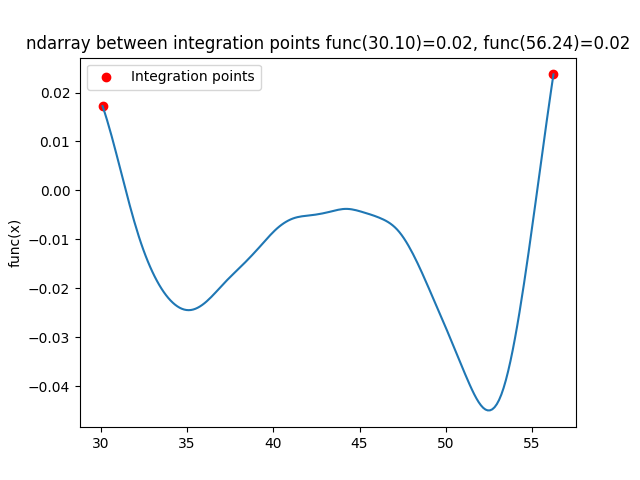 ndarray between integration points func(30.10)=0.02, func(56.24)=0.02
Integration points
func(x)
0.02
0.01
0.00
−0.01
−0.02
−0.03
−0.04
30 35 40 45 50 55